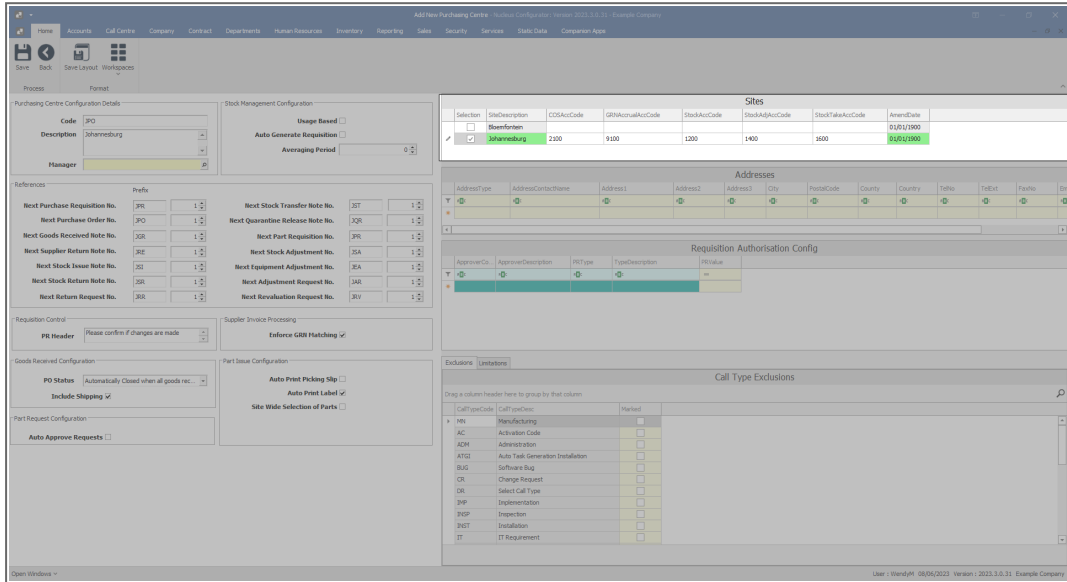 Add New Purchasing Centre - Nucleus Configurator: Version 2023.3.0.31 - Example Company
Home Accounts Call Centre Company Contract Departments Human Resources Inventory Reporting Sales Security Services Static Data Companion Apps
Save Back Save Layout Workspaces
Process Format
Purchasing Centre Configuration Details
Code JPO
Description Johannesburg
Manager
Stock Management Configuration
Usage Based
Auto Generate Requisition
Averaging Period 0
References
Prefix
Next Purchase Requisition No. JPR 1
Next Purchase Order No. JPO 1
Next Goods Received Note No. JGR 1
Next Supplier Return Note No. JRE 1
Next Stock Issue Note No. JSI 1
Next Stock Return Note No. JSR 1
Next Return Request No. JRR 1
Next Stock Transfer Note No. JST 1
Next Quarantine Release Note No. JQR 1
Next Part Requisition No. JPR 1
Next Stock Adjustment No. JSA 1
Next Equipment Adjustment No. JEA 1
Next Adjustment Request No. JAR 1
Next Revaluation Request No. JRV 1
Requisition Control
PR Header Please confirm if changes are made
Supplier Invoice Processing
Enforce GRN Matching
Goods Received Configuration
PO Status Automatically Closed when all goods rec...
Include Shipping
Part Issue Configuration
Auto Print Picking Slip
Auto Print Label
Site Wide Selection of Parts
Part Request Configuration
Auto Approve Requests
Sites
Selection SiteDescription COSAccCode GRNAccrualAccCode StockAccCode StockAdjAccCode StockTakeAccCode AmendDate
Bloemfontein 01/01/1900
Johannesburg 2100 9100 1200 1400 1600 01/01/1900
Addresses
AddressType AddressContactName Address1 Address2 Address3 City PostalCode County Country TelNo TelExt FaxNo Em
Requisition Authorisation Config
ApproverCo... ApproverDescription PRType TypeDescription PRValue
Exclusions Limitations
Call Type Exclusions
Drag a column header here to group by that column
CallTypeCode CallTypeDesc Marked
MN Manufacturing
AC Activation Code
ADM Administration
ATGI Auto Task Generation Installation
BUG Software Bug
CR Change Request
DR Select Call Type
IMP Implementation
INSP Inspection
INST Installation
IT IT Requirement
Open Windows
User : WendyM 08/06/2023 Version : 2023.3.0.31 Example Company